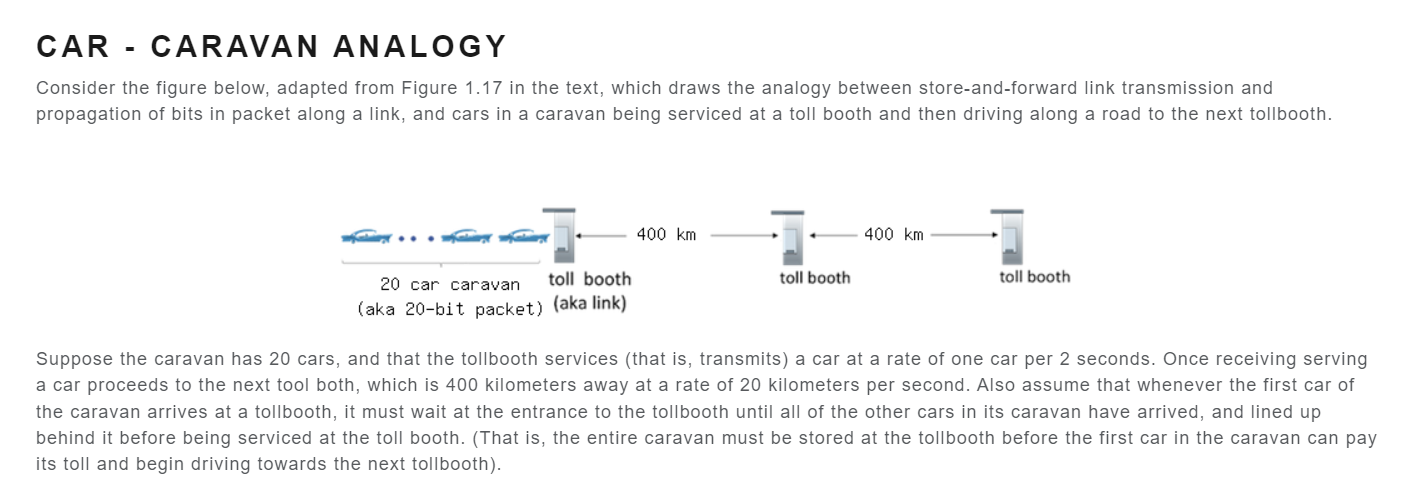 CAR - CARAVAN ANALOGY
Consider the figure below, adapted from Figure 1.17 in the text, which draws the analogy between store-and-forward link transmission and
propagation of bits in packet along a link, and cars in a caravan being serviced at a toll booth and then driving along a road to the next tollbooth.
400 km
400 km
20 car caravan
(aka 20-bit packet)
toll booth
(aka link)
toll booth
toll booth
Suppose the caravan has 20 cars, and that the tollbooth services (that is, transmits) a car at a rate of one car per 2 seconds. Once receiving serving
a car proceeds to the next tool both, which is 400 kilometers away at a rate of 20 kilometers per second. Also assume that whenever the first car of
the caravan arrives at a tollbooth, it must wait at the entrance to the tollbooth until all of the other cars in its caravan have arrived, and lined up
behind it before being serviced at the toll booth. (That is, the entire caravan must be stored at the tollbooth before the first car in the caravan can pay
its toll and begin driving towards the next tollbooth).